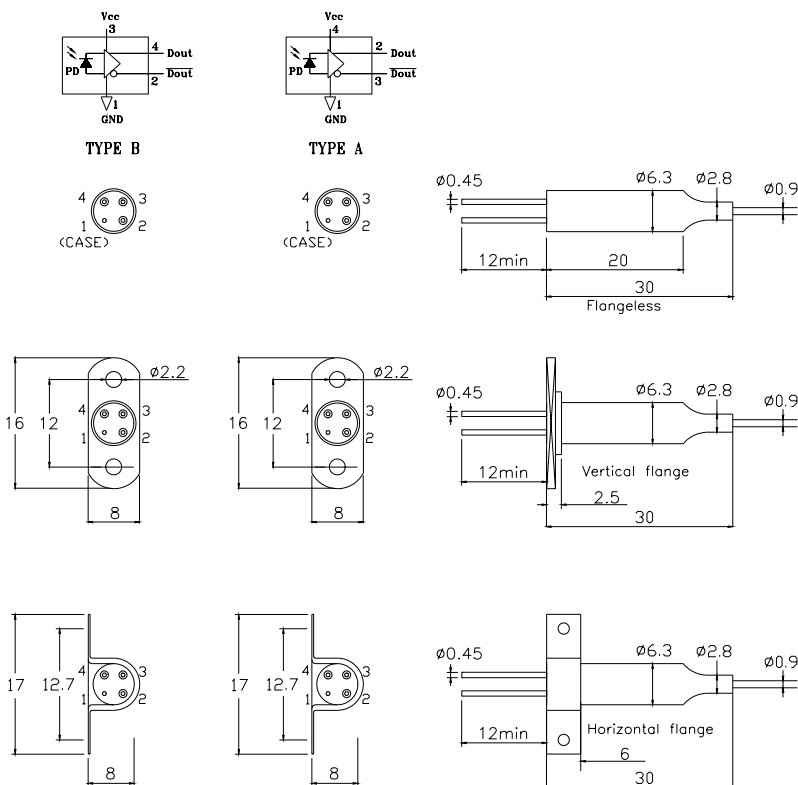 Vcc
3
4 Dout
PD
2 Dout
1
GND
TYPE B
Vcc
4
2 Dout
PD
3 Dout
1
GND
TYPE A
4 3
1 2
(CASE)
4 3
1 2
(CASE)
ø0.45
ø6.3
ø2.8
ø0.9
12min
20
30
Flangeless
ø2.2
16
12
4 3
1 2
8
ø2.2
16
12
4 3
1 2
8
ø0.45
ø6.3
ø2.8
ø0.9
12min
Vertical flange
2.5
30
17
12.7
4 3
1 2
8
17
12.7
4 3
1 2
8
ø0.45
ø6.3
ø2.8
ø0.9
12min
Horizontal flange
6
30